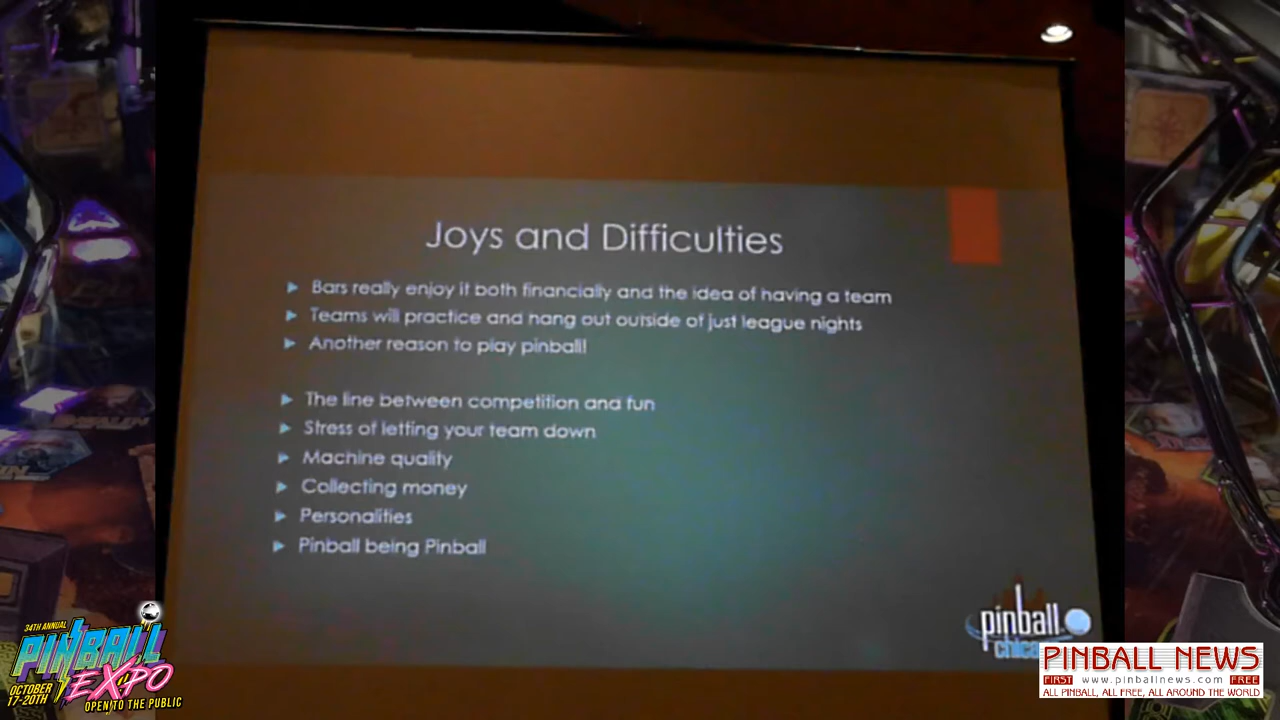 Joys and Difficulties
Bars really enjoy it both financially and the idea of having a team
Teams will practice and hang out outside of just league nights
Another reason to play pinball!
The line between competition and fun
Stress of letting your team down
Machine quality
Collecting money
Personalities
Pinball being Pinball
pinball
34TH ANNUAL
PINBALL
EXPO
OCTOBER
17-20TH
OPEN TO THE PUBLIC
PINBALL NEWS
FIRST www.pinballnews.com FREE
ALL PINBALL, ALL FREE, ALL AROUND THE WORLD